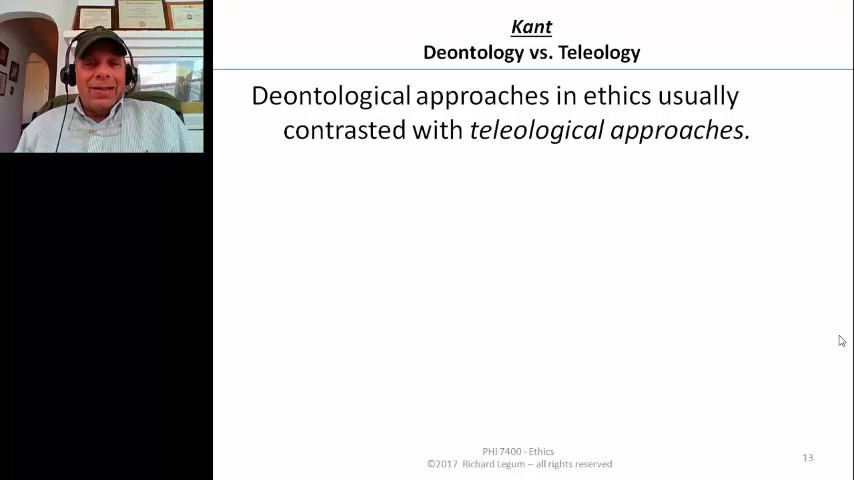 Kant
Deontology vs. Teleology
Deontological approaches in ethics usually
contrasted with teleological approaches.
PHI 7400 - Ethics
©2017 Richard Legum – all rights reserved
13